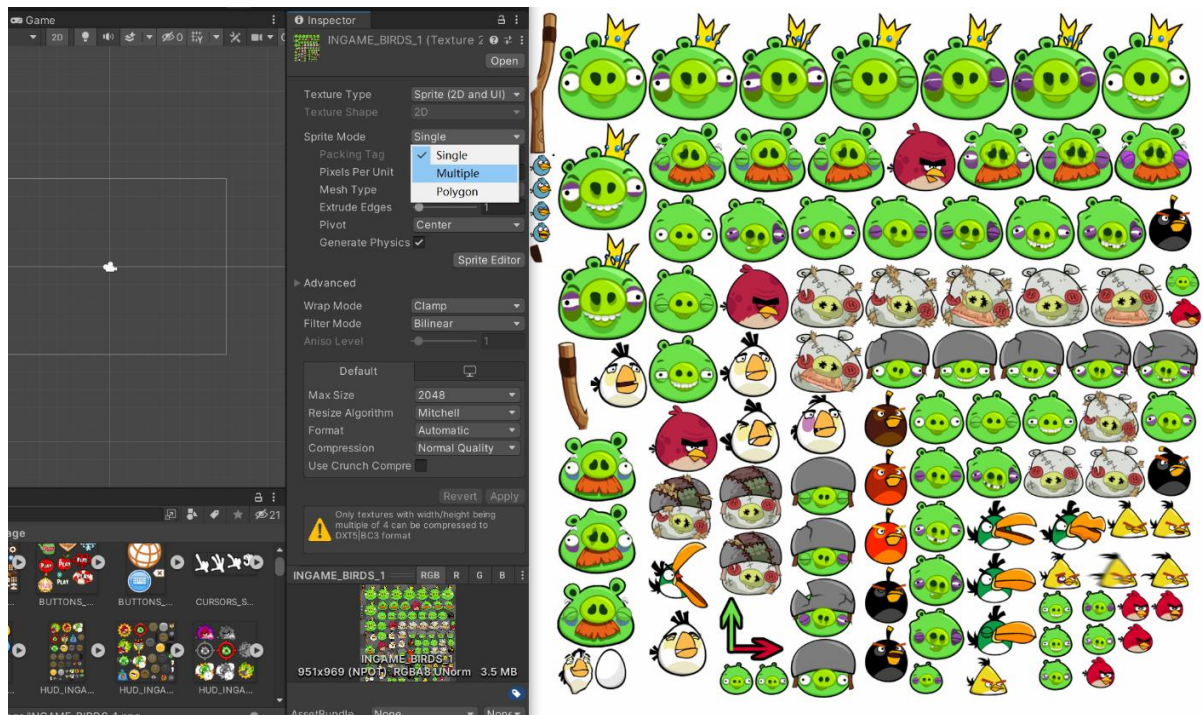 Game
Inspector
2D
0
INGAME_BIRDS_1 (Texture 2
Open
Texture Type Sprite (2D and UI)
Texture Shape 2D
Sprite Mode Single
Packing Tag Single
Pixels Per Unit Multiple
Mesh Type Polygon
Extrude Edges 1
Pivot Center
Generate Physics
Sprite Editor
Advanced
Wrap Mode Clamp
Filter Mode Bilinear
Aniso Level 1
Default
Max Size 2048
Resize Algorithm Mitchell
Format Automatic
Compression Normal Quality
Use Crunch Compre
Revert Apply
Only textures with width/height being
multiple of 4 can be compressed to
DXT5|BC3 format
21
age
PLAY
BUTTONS_... BUTTONS_... CURSORS_S...
HUD_INGA... HUD_INGA... HUD_INGA...
INGAME_BIRDS_1 RGB R G B
INGAME_BIRDS_1
951x969 (NPOT) RGBA8 UNorm 3.5 MB
AssetBundle None None